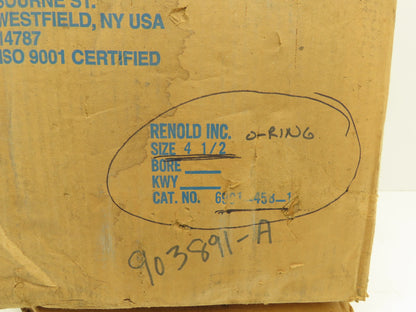 BOURNE ST.
WESTFIELD, NY USA
14787
ISO 9001 CERTIFIED
RENOLD INC. O-RING
SIZE 4 1/2
BORE
KWY
CAT. NO.
903891-A